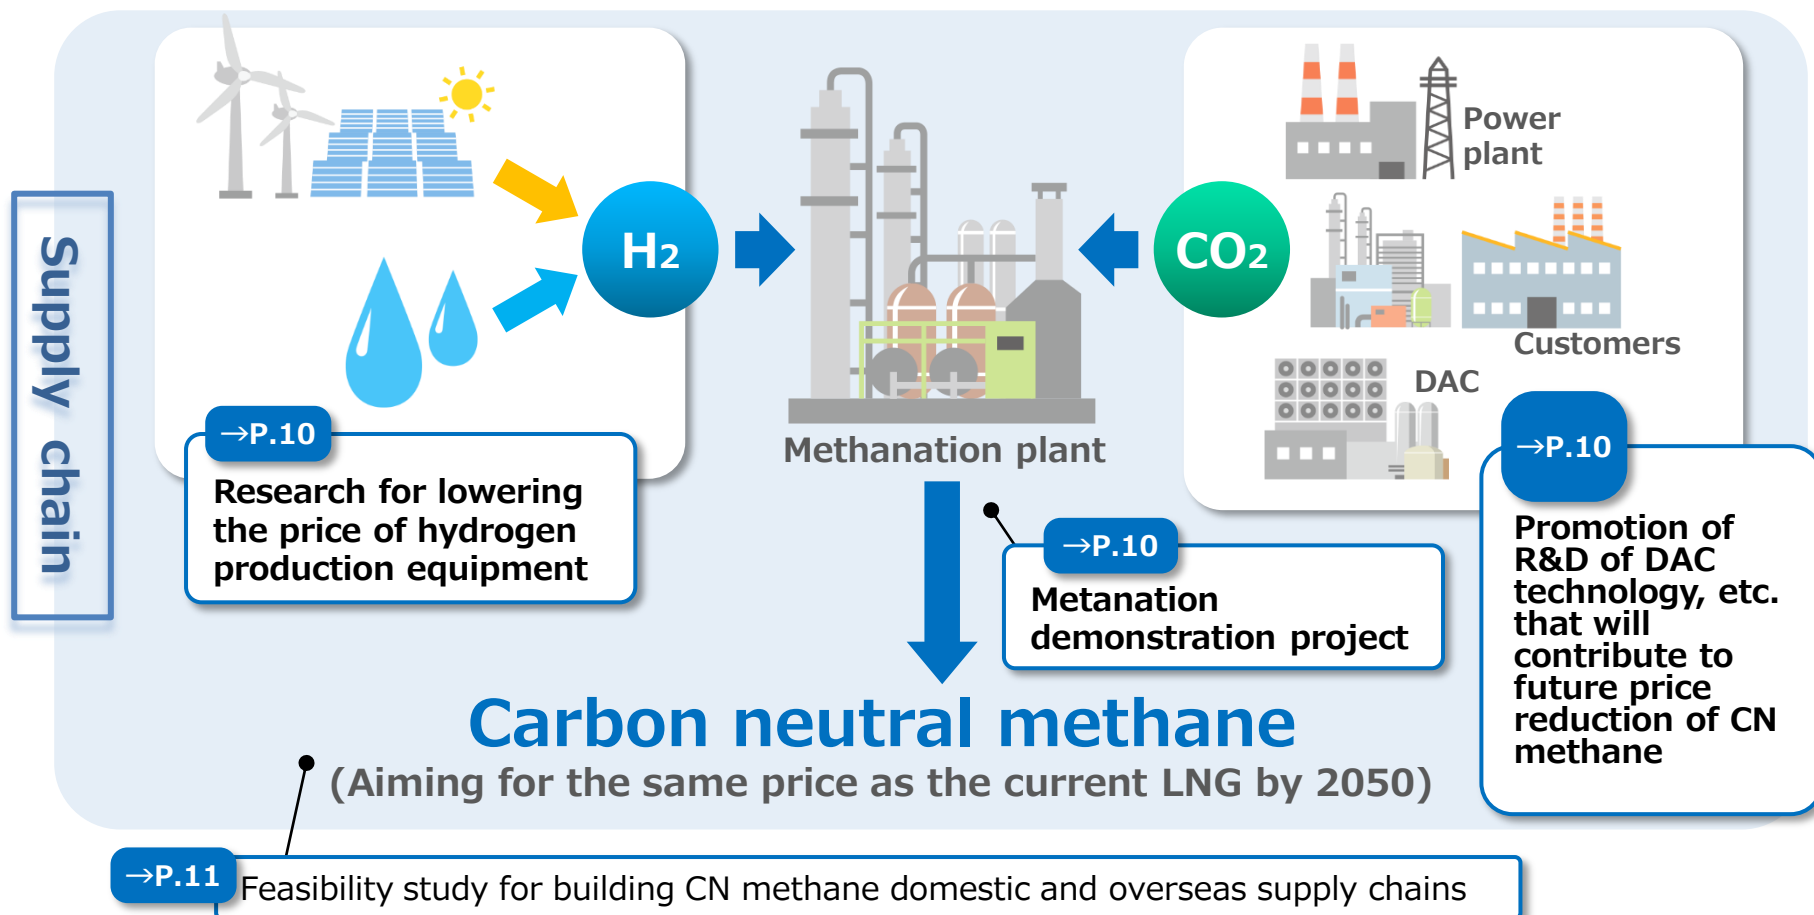 Supply chain
H2
CO2
Power
plant
Customers
DAC
Methanation plant
→P.10
Research for lowering
the price of hydrogen
production equipment
→P.10
Metanation
demonstration project
→P.10
Promotion of
R&D of DAC
technology, etc.
that will
contribute to
future price
reduction of CN
methane
Carbon neutral methane
(Aiming for the same price as the current LNG by 2050)
→P.11
Feasibility study for building CN methane domestic and overseas supply chains